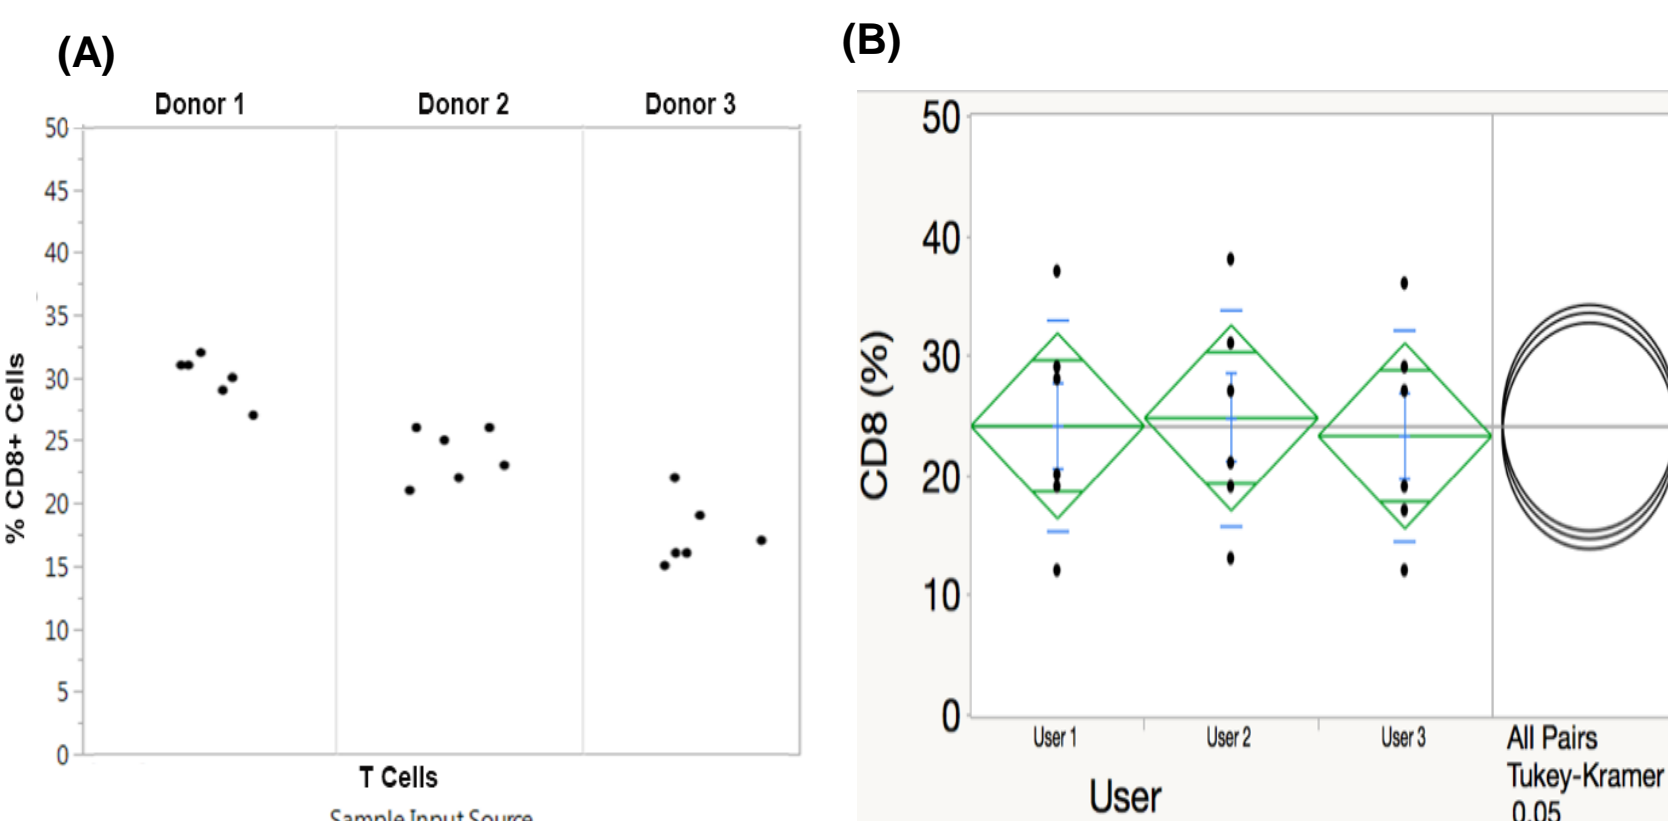 (A)
Donor 1 Donor 2 Donor 3
50
45
40
35
30
25
20
15
10
5
0
% CD8+ Cells
T Cells
Sample Input Source
(B)
50
40
30
20
10
0
CD8 (%)
User 1 User 2 User 3
User
All Pairs
Tukey-Kramer
0.05